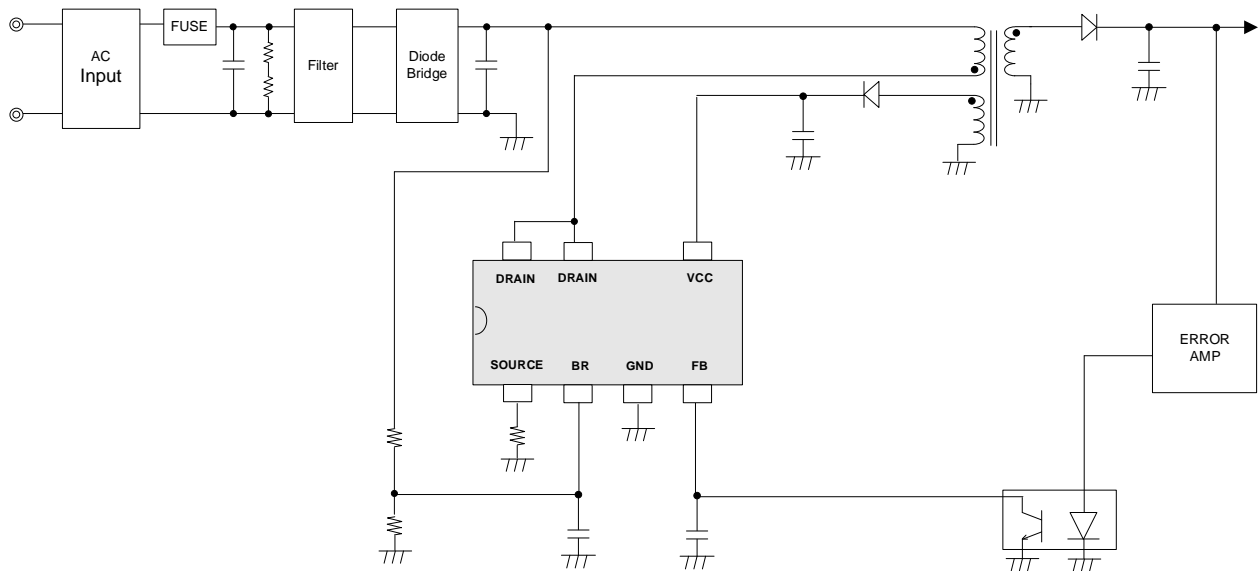 AC
Input
FUSE
Filter
Diode
Bridge
DRAIN
DRAIN
VCC
SOURCE
BR
GND
FB
ERROR
AMP